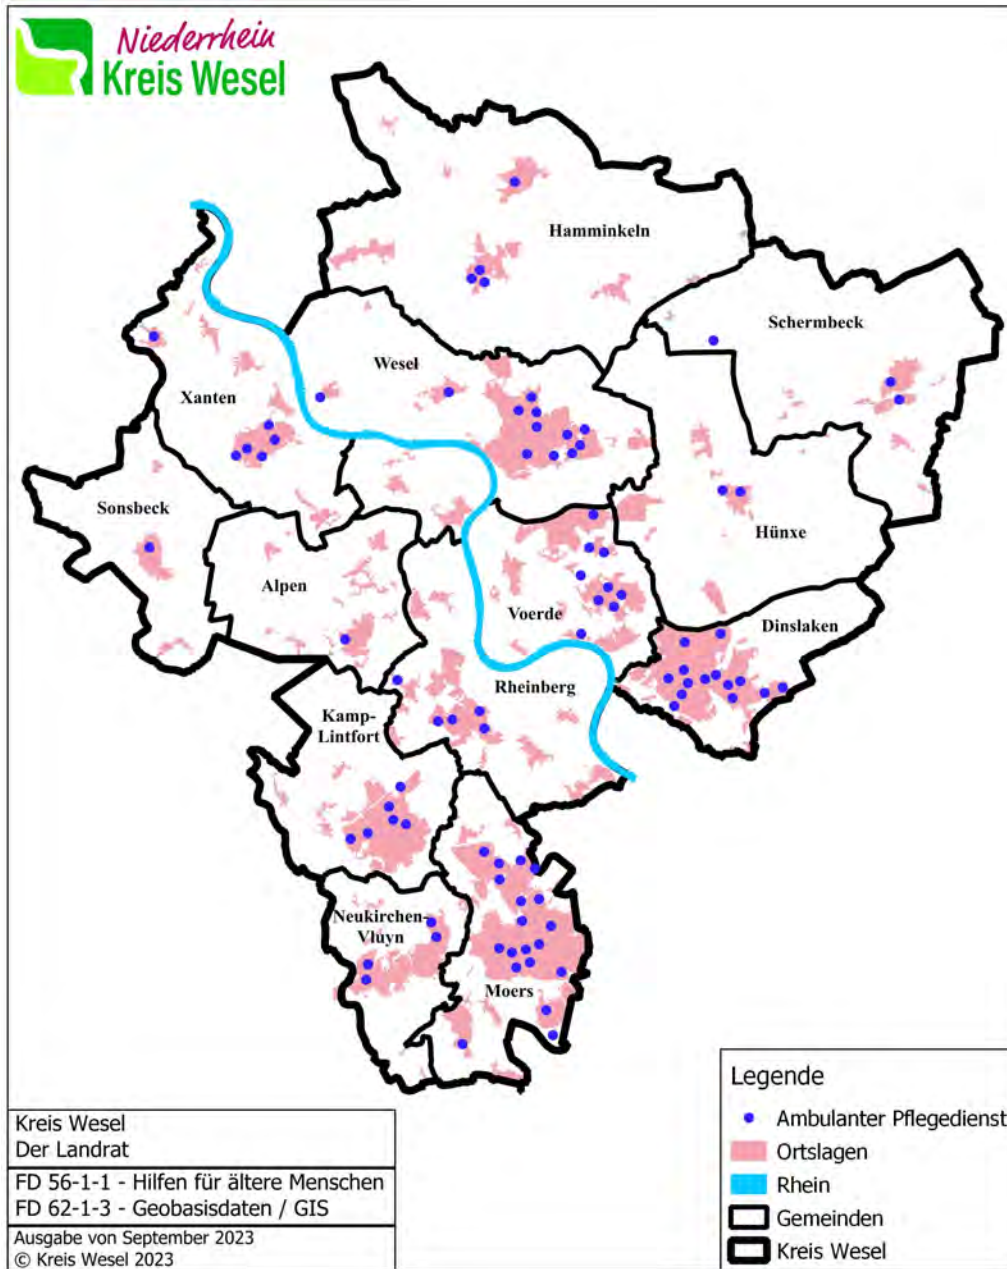 Niederrhein
Kreis Wesel
Hamminkeln
Schermbeck
Wesel
Xanten
Sonsbeck
Hünxe
Alpen
Voerde
Dinslaken
Rheinberg
Kamp-
Lintfort
Neukirchen-
Vluyn
Moers
Legende
Ambulanter Pflegedienst
Ortslagen
Rhein
Gemeinden
Kreis Wesel
Kreis Wesel
Der Landrat
FD 56-1-1 - Hilfen für ältere Menschen
FD 62-1-3 - Geobasisdaten / GIS
Ausgabe von September 2023
© Kreis Wesel 2023